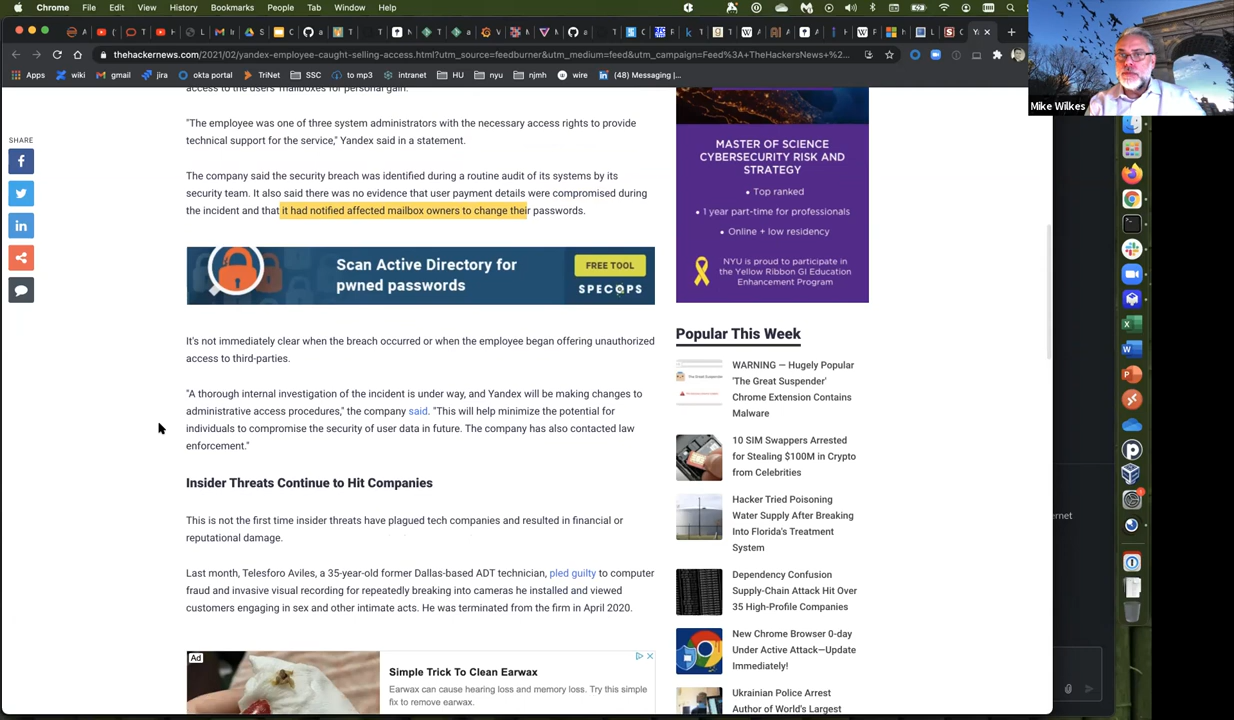 Chrome File Edit View History Bookmarks People Tab Window Help
thehackernews.com/2021/02/yandex-employee-caught-selling-access.html?utm_source=feedburner&utm_medium=feed&utm_campaign=Feed%3A+TheHackersNews+%2...
Apps wiki gmail jira okta portal TriNet SSC to mp3 intranet HU nyu njmh wire (48) Messaging |...
Mike Wilkes
access to the users' mailboxes for personal gain.
SHARE
"The employee was one of three system administrators with the necessary access rights to provide
technical support for the service," Yandex said in a statement.
The company said the security breach was identified during a routine audit of its systems by its
security team. It also said there was no evidence that user payment details were compromised during
the incident and that it had notified affected mailbox owners to change their passwords.
Scan Active Directory for
pwned passwords
FREE TOOL
SPECOPS
It's not immediately clear when the breach occurred or when the employee began offering unauthorized
access to third-parties.
"A thorough internal investigation of the incident is under way, and Yandex will be making changes to
administrative access procedures," the company said. "This will help minimize the potential for
individuals to compromise the security of user data in future. The company has also contacted law
enforcement."
Insider Threats Continue to Hit Companies
This is not the first time insider threats have plagued tech companies and resulted in financial or
reputational damage.
Last month, Telesforo Aviles, a 35-year-old former Dallas-based ADT technician, pled guilty to computer
fraud and invasive visual recording for repeatedly breaking into cameras he installed and viewed
customers engaging in sex and other intimate acts. He was terminated from the firm in April 2020.
Ad
Simple Trick To Clean Earwax
Earwax can cause hearing loss and memory loss. Try this simple
fix to remove earwax.
MASTER OF SCIENCE
CYBERSECURITY RISK AND
STRATEGY
• Top ranked
• 1 year part-time for professionals
• Online + low residency
NYU is proud to participate in
the Yellow Ribbon GI Education
Enhancement Program
Popular This Week
WARNING — Hugely Popular
'The Great Suspender'
Chrome Extension Contains
Malware
10 SIM Swappers Arrested
for Stealing $100M in Crypto
from Celebrities
Hacker Tried Poisoning
Water Supply After Breaking
Into Florida's Treatment
System
Dependency Confusion
Supply-Chain Attack Hit Over
35 High-Profile Companies
New Chrome Browser 0-day
Under Active Attack—Update
Immediately!
Ukrainian Police Arrest
Author of World's Largest
ernet